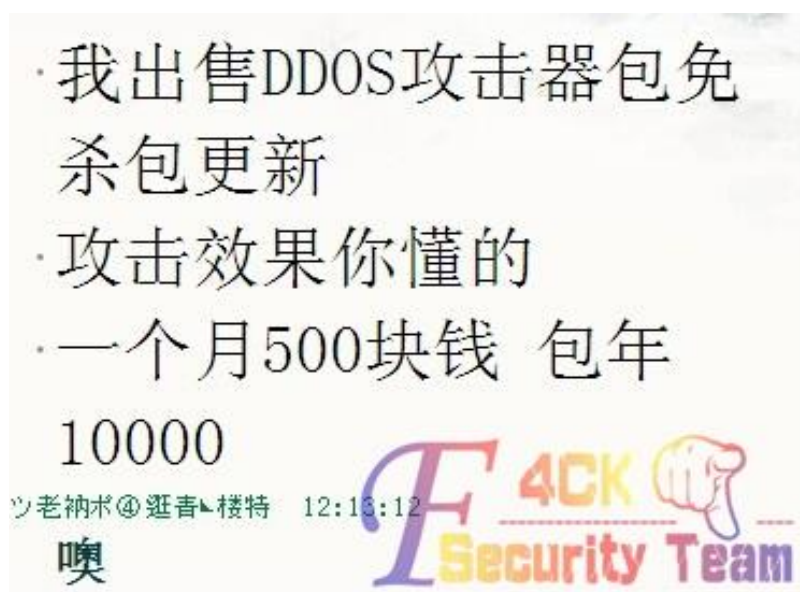 我出售DDOS攻击器包免
杀包更新
攻击效果你懂的
一个月500块钱 包年
10000
ツ老衲ポ④逛青楼特 12:13:12
噢
F4CK
Security Team